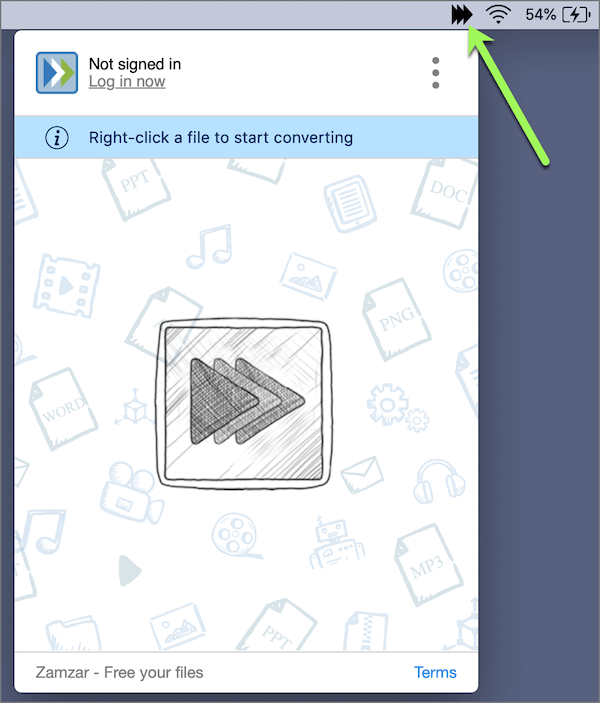 54%
Not signed in
Log in now
Right-click a file to start converting
PPT
DOC
PNG
WORD
MP3
PPT
Zamzar - Free your files
Terms